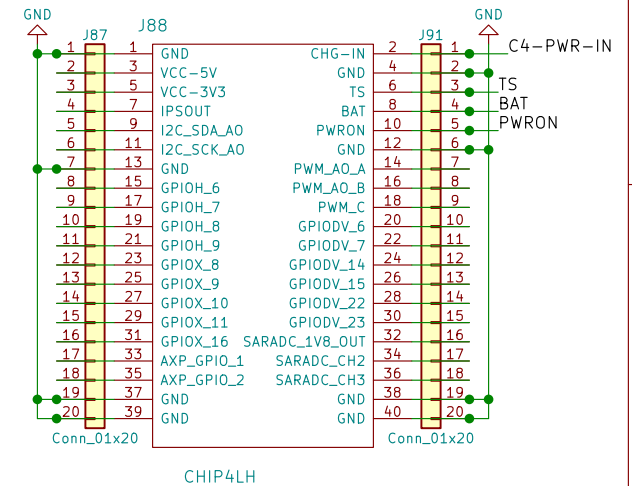 GND GND
J87 J88 J91
1 1 GND CHG-IN 2 1 C4-PWR-IN
2 3 VCC-5V GND 4 2
3 5 VCC-3V3 TS 6 3 TS
4 7 IPSOUT BAT 8 4 BAT
5 9 I2C_SDA_AO PWRON 10 5 PWRON
6 11 I2C_SCK_AO GND 12 6
7 13 GND PWM_AO_A 14 7
8 15 GPIOH_6 PWM_AO_B 16 8
9 17 GPIOH_7 PWM_C 18 9
10 19 GPIOH_8 GPIODV_6 20 10
11 21 GPIOH_9 GPIODV_7 22 11
12 23 GPIOX_8 GPIODV_14 24 12
13 25 GPIOX_9 GPIODV_15 26 13
14 27 GPIOX_10 GPIODV_22 28 14
15 29 GPIOX_11 GPIODV_23 30 15
16 31 GPIOX_16 SARADC_1V8_OUT 32 16
17 33 AXP_GPIO_1 SARADC_CH2 34 17
18 35 AXP_GPIO_2 SARADC_CH3 36 18
19 37 GND GND 38 19
20 39 GND GND 40 20
Conn_01x20 Conn_01x20
CHIP4LH